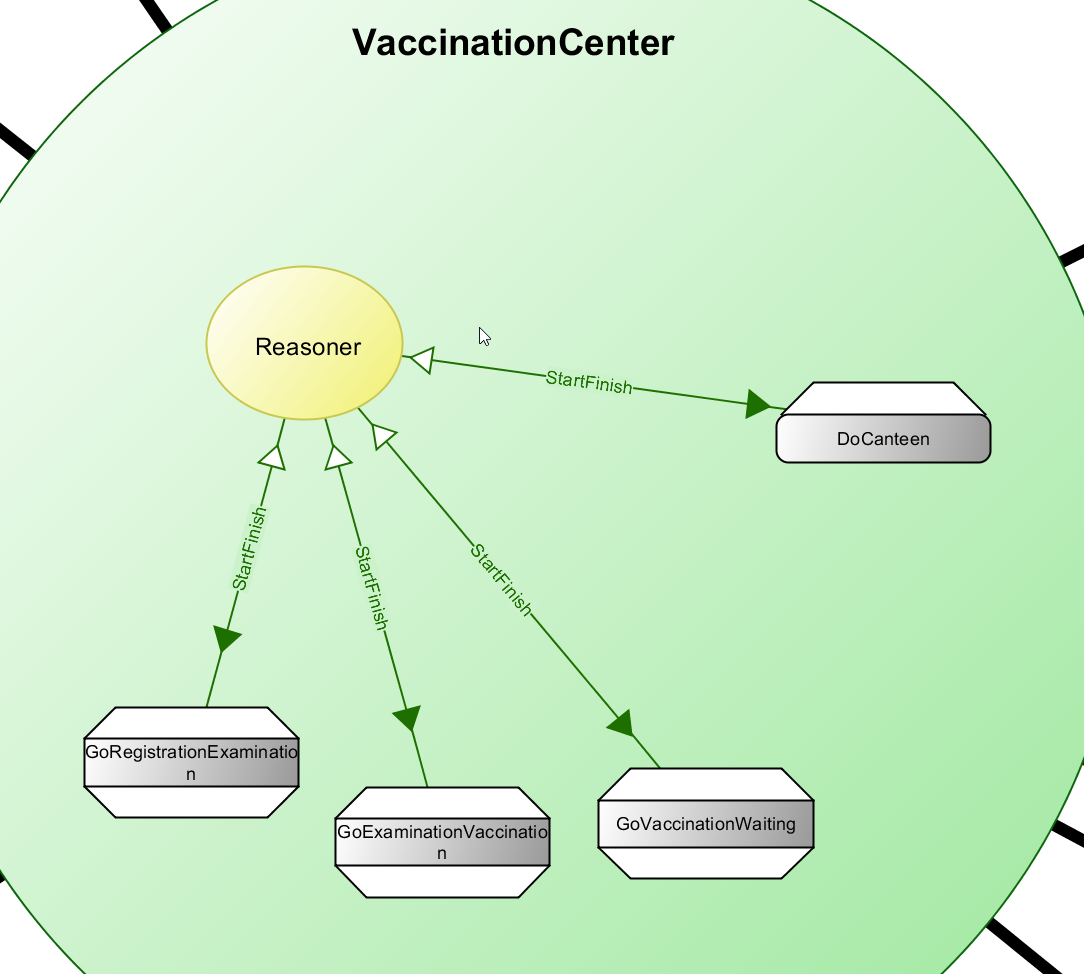 VaccinationCenter
Reasoner
StartFinish
DoCanteen
StartFinish
StartFinish
StartFinish
GoRegistrationExaminatio
n
GoExaminationVaccinatio
n
GoVaccinationWaiting